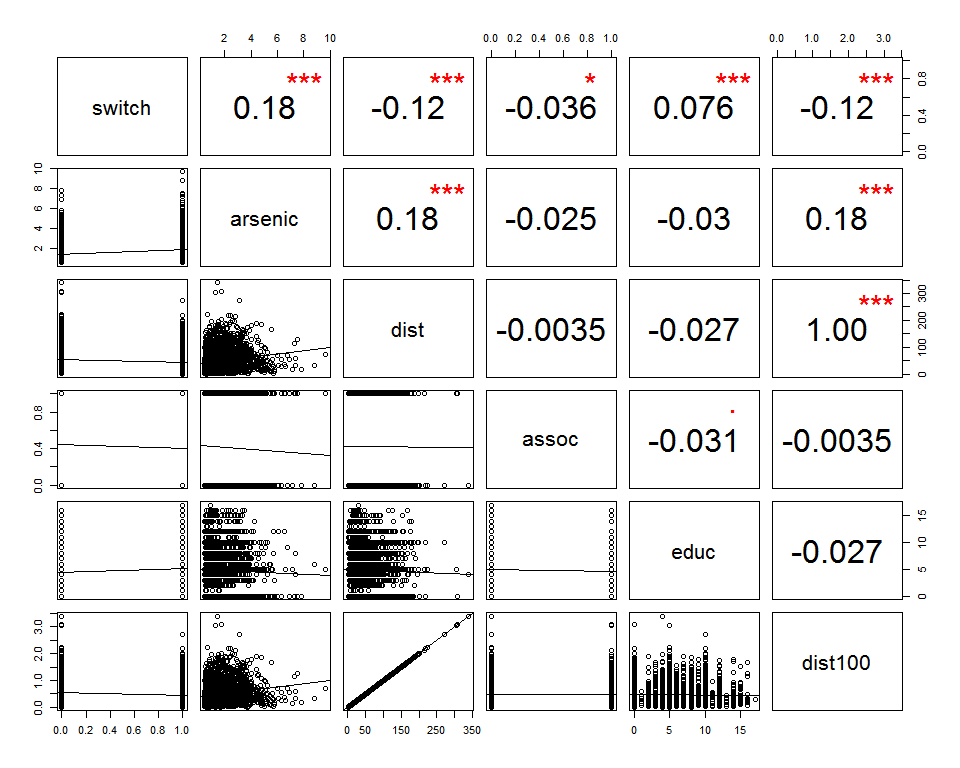 2 4 6 8 10 0.0 0.2 0.4 0.6 0.8 1.0 0.0 1.0 2.0 3.0
*** *** * *** ***
switch 0.18 -0.12 -0.036 0.076 -0.12 0.0 0.4 0.8
*** ***
2 4 6 8 10 arsenic 0.18 -0.025 -0.03 0.18
***
dist -0.0035 -0.027 1.00 0 100 200 300
.
0.0 0.4 0.8 assoc -0.031 -0.0035
educ -0.027 0 5 10 15
0.0 1.0 2.0 3.0 dist100
0.0 0.2 0.4 0.6 0.8 1.0 0 50 150 250 350 0 5 10 15